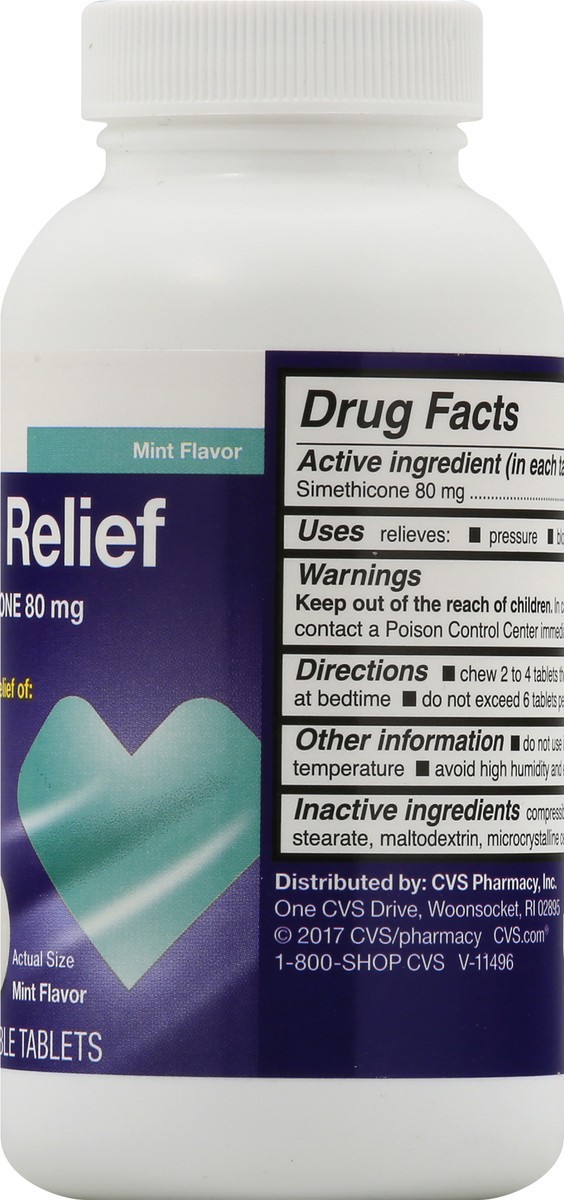 Mint Flavor
Relief
ONE 80 mg
elief of:
Actual Size
Mint Flavor
BLE TABLETS
Drug Facts
Active ingredient (in each ta
Simethicone 80 mg ....................
Uses relieves: ■ pressure ■ blo
Warnings
Keep out of the reach of children. In c
contact a Poison Control Center immedi
Directions ■ chew 2 to 4 tablets th
at bedtime ■ do not exceed 6 tablets pe
Other information ■ do not use i
temperature ■ avoid high humidity and e
Inactive ingredients compressi
stearate, maltodextrin, microcrystalline ce
Distributed by: CVS Pharmacy, Inc.
One CVS Drive, Woonsocket, RI 02895
© 2017 CVS/pharmacy CVS.com®
1-800-SHOP CVS V-11496